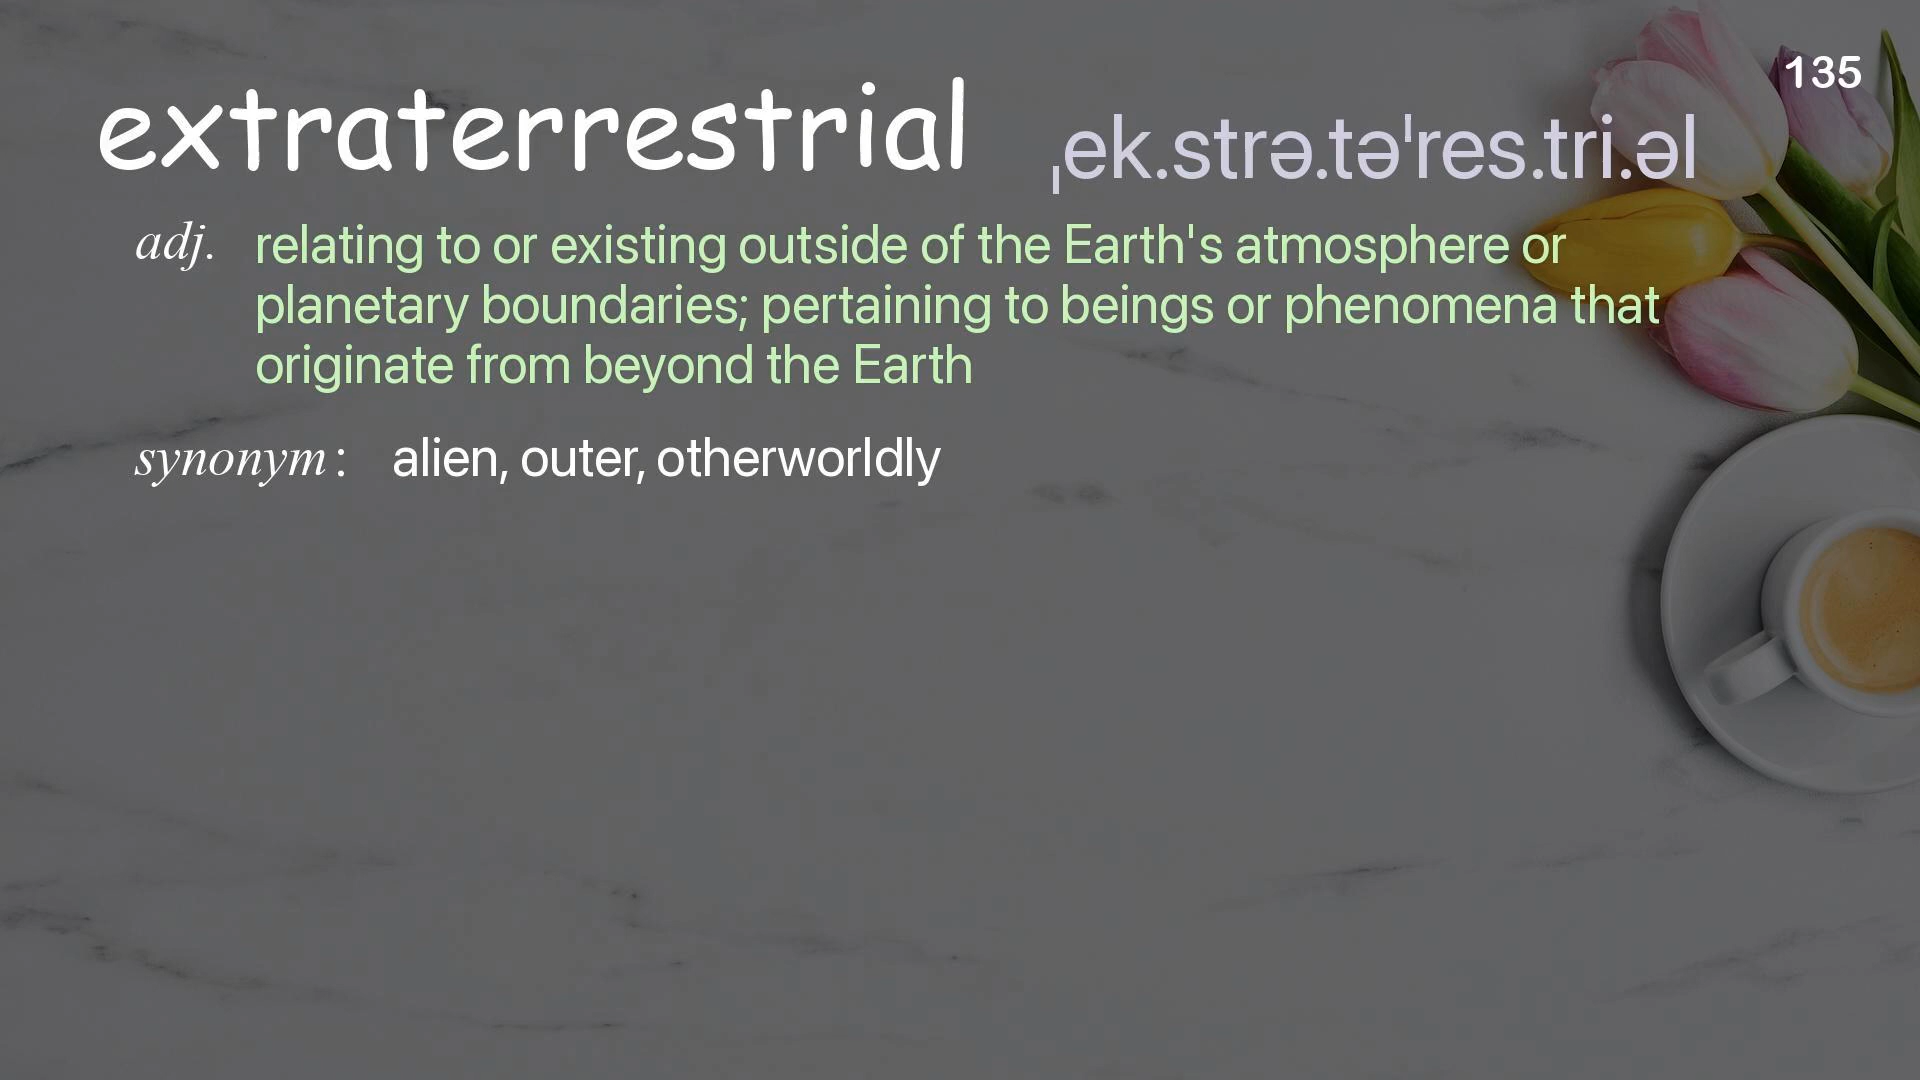 135
extraterrestrial ˌek.strə.təˈres.tri.əl
adj. relating to or existing outside of the Earth's atmosphere or
planetary boundaries; pertaining to beings or phenomena that
originate from beyond the Earth
synonym: alien, outer, otherworldly